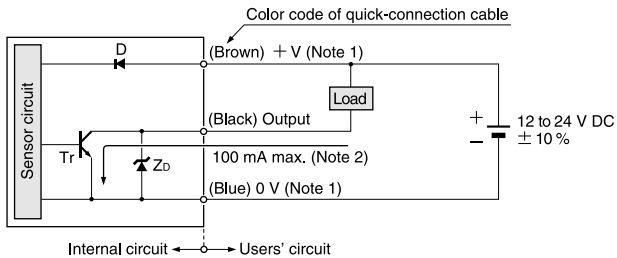 Color code of quick-connection cable
D
(Brown) + V (Note 1)
Load
Sensor circuit
(Black) Output
+
−
12 to 24 V DC
± 10 %
Tr
ZD
100 mA max. (Note 2)
(Blue) 0 V (Note 1)
Internal circuit
Users' circuit